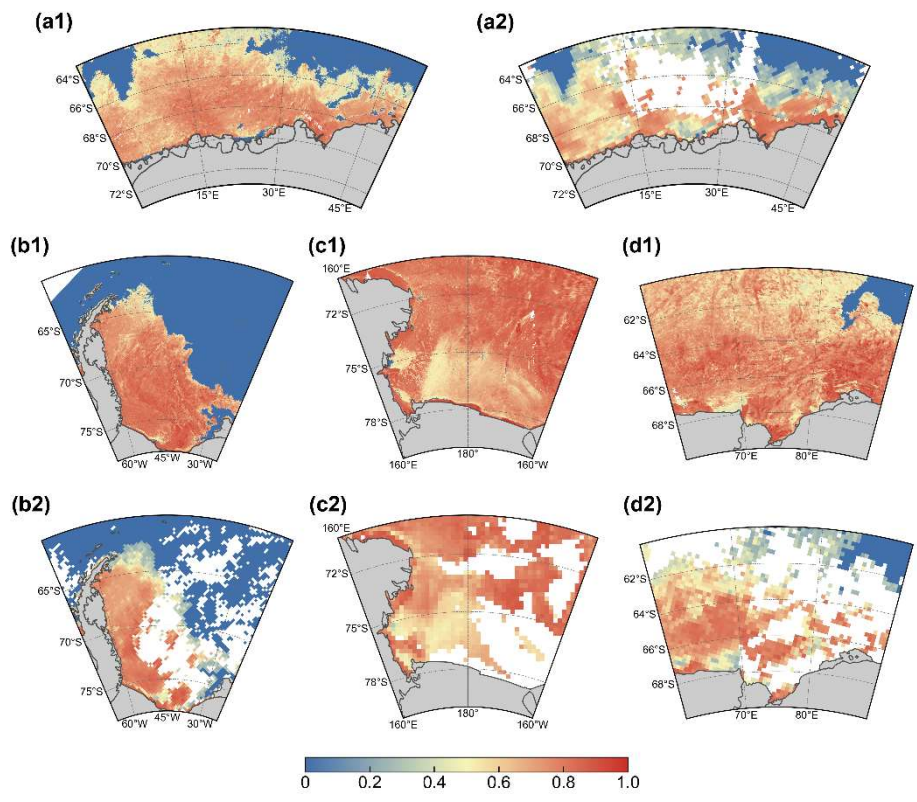 (a1) (a2)
64°S 64°S
66°S 66°S
68°S 68°S
70°S 70°S
72°S 72°S
15°E 30°E 45°E 15°E 30°E 45°E
(b1) (c1) (d1)
160°E
65°S 72°S 62°S
70°S 75°S 64°S
75°S 78°S 66°S
68°S
60°W 45°W 30°W 160°E 180° 160°W 70°E 80°E
(b2) (c2) (d2)
160°E
65°S 72°S 62°S
70°S 75°S 64°S
75°S 78°S 66°S
68°S
60°W 45°W 30°W 160°E 180° 160°W 70°E 80°E
0 0.2 0.4 0.6 0.8 1.0